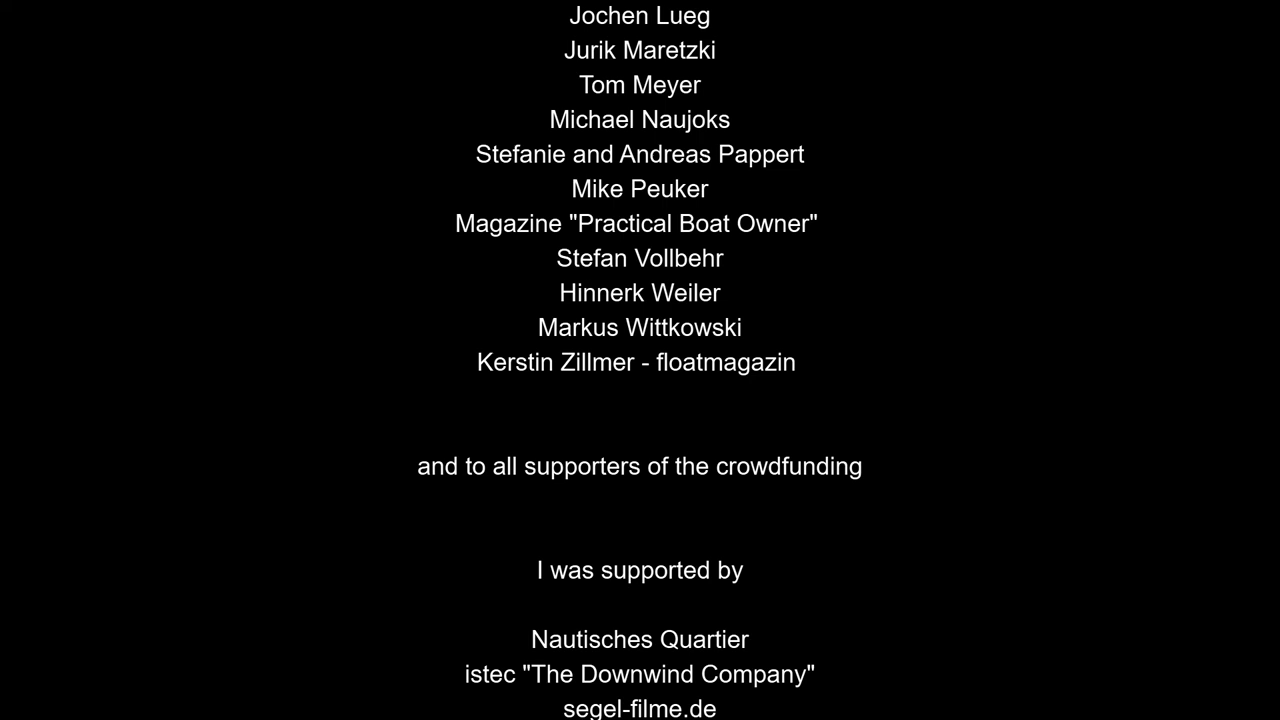 Jochen Lueg
Jurik Maretzki
Tom Meyer
Michael Naujoks
Stefanie and Andreas Pappert
Mike Peuker
Magazine "Practical Boat Owner"
Stefan Vollbehr
Hinnerk Weiler
Markus Wittkowski
Kerstin Zillmer - floatmagazin
and to all supporters of the crowdfunding
I was supported by
Nautisches Quartier
istec "The Downwind Company"
segel-filme.de